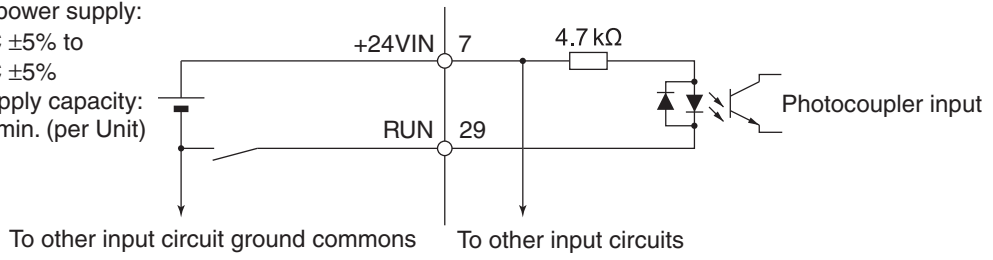 power supply:
±5% to
±5%
supply capacity:
min. (per Unit)
+24VIN 7
4.7 kΩ
RUN 29
Photocoupler input
To other input circuit ground commons
To other input circuits